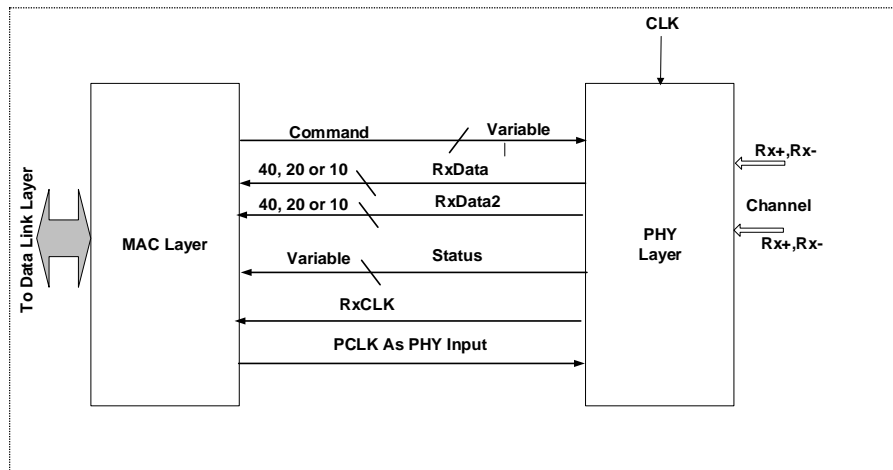 CLK
Command
Variable
Rx+,Rx-
40, 20 or 10
RxData
40, 20 or 10
RxData2
Channel
To Data Link Layer
MAC Layer
PHY
Layer
Rx+,Rx-
Variable
Status
RxCLK
PCLK As PHY Input